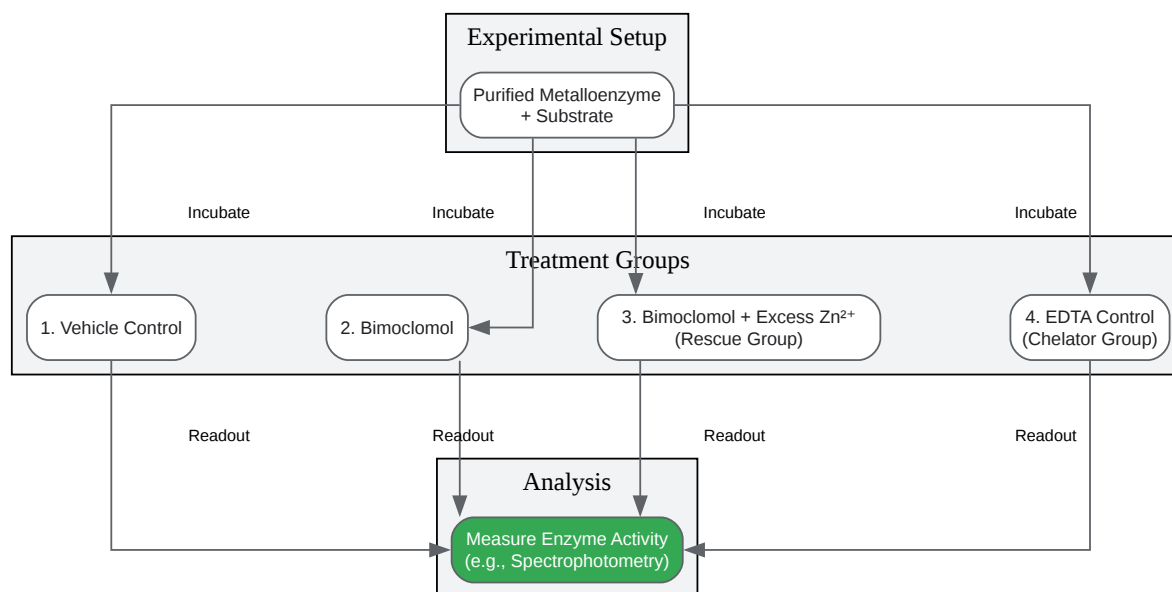 Experimental Setup
Purified Metalloenzyme
+ Substrate
Incubate
Incubate
Incubate
Incubate
Treatment Groups
1. Vehicle Control
2. Bimoclomol
3. Bimoclomol + Excess Zn²⁺
(Rescue Group)
4. EDTA Control
(Chelator Group)
Readout
Readout
Readout
Readout
Analysis
Measure Enzyme Activity
(e.g., Spectrophotometry)